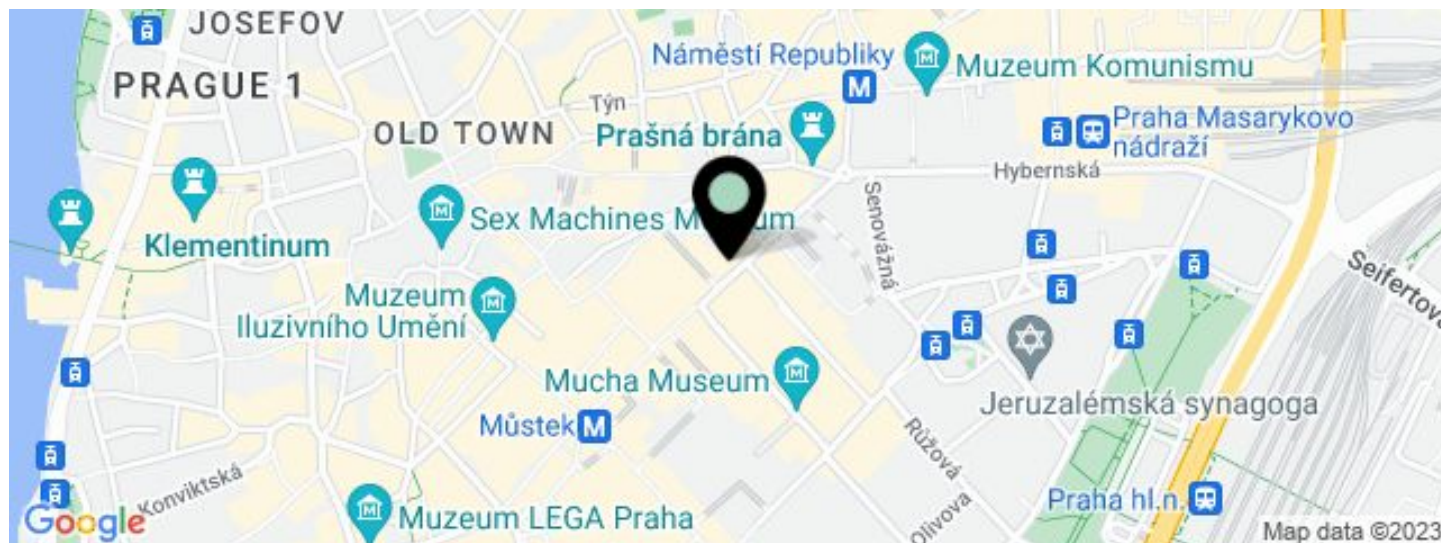 JOSEFOV
Náměstí Republiky
Muzeum Komunismu
PRAGUE 1
Týn
OLD TOWN
Prašná brána
Praha Masarykovo
nádraží
Hybernská
Senovážná
Sex Machines M um
Klementinum
Seifertova
Muzeum
Iluzivního Umění
Mucha Museum
Jeruzalémská synagoga
Můstek M
Růžová
Konviktská
Praha hl.n.
Olivova
Muzeum LEGA Praha
Google
Map data ©2023